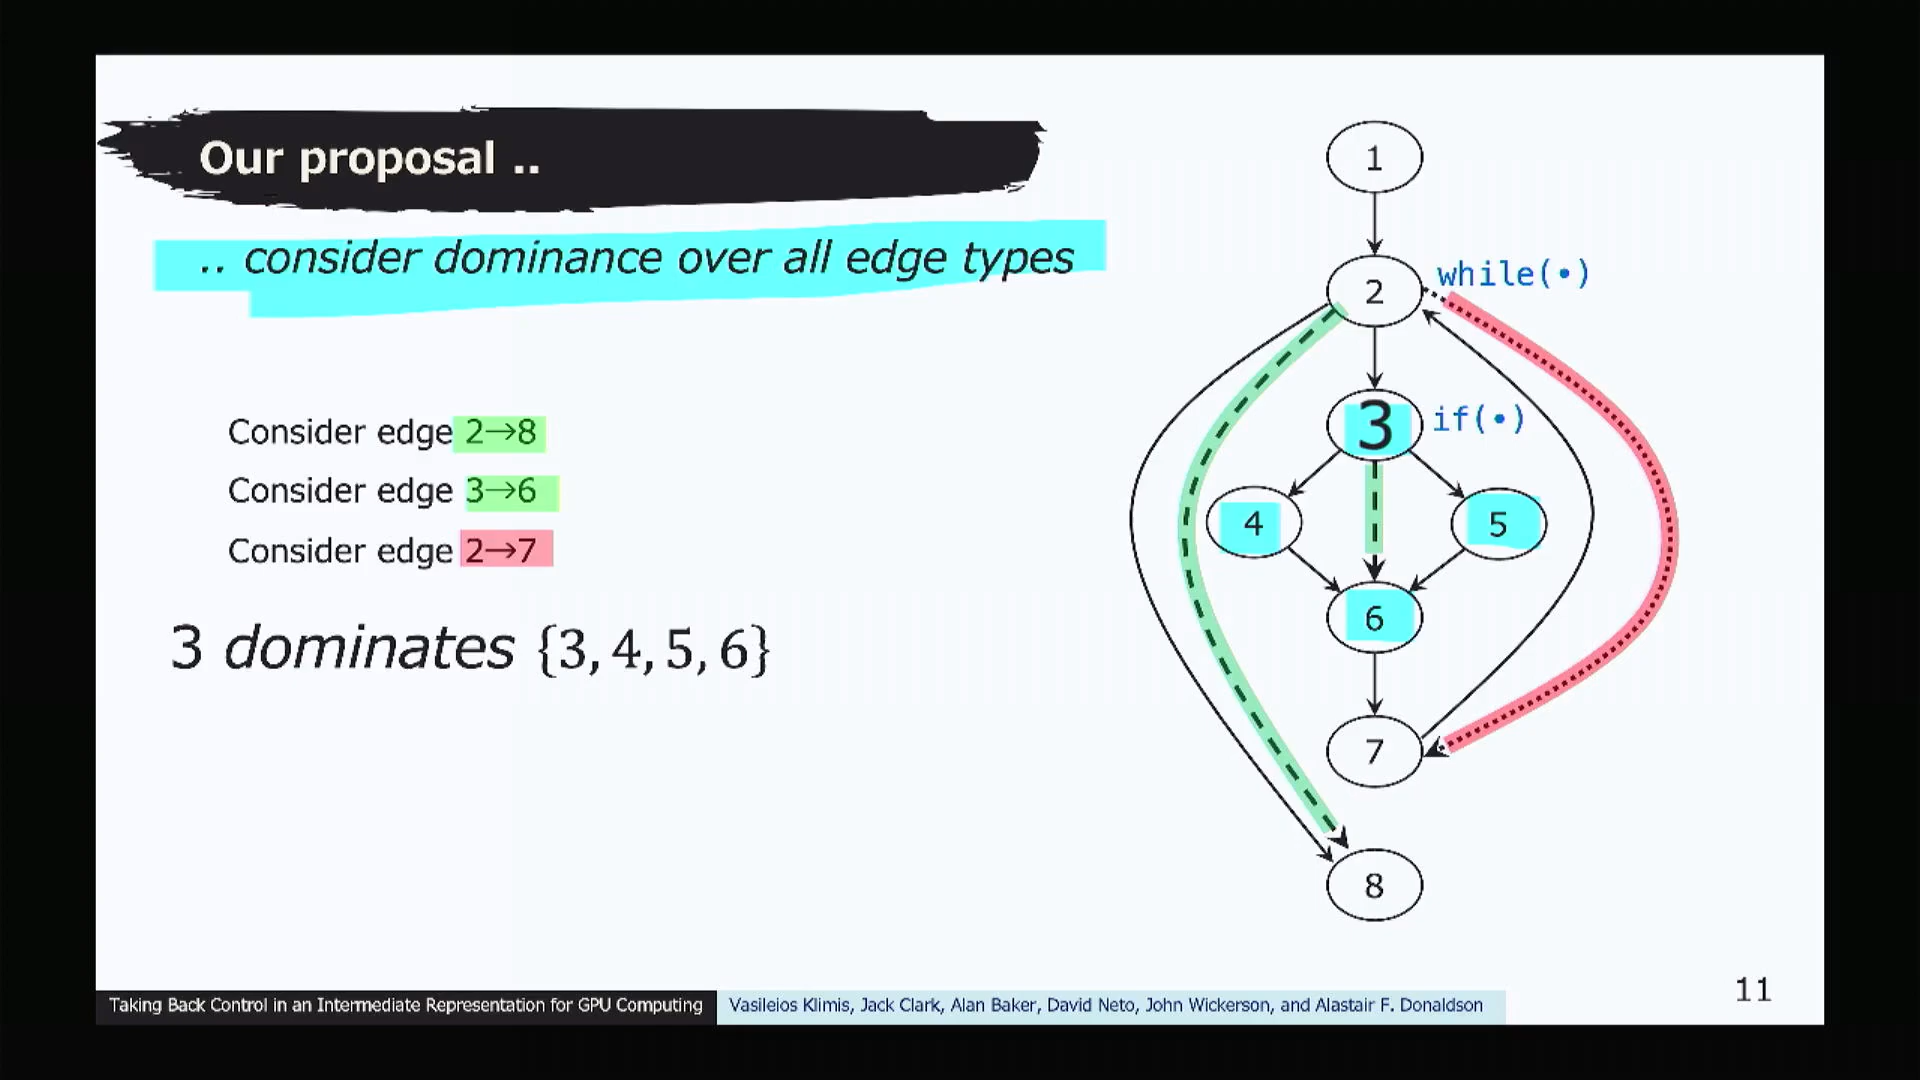 Our proposal ..
.. consider dominance over all edge types
Consider edge 2→8
Consider edge 3→6
Consider edge 2→7
3 dominates {3, 4, 5, 6}
1
2
while(•)
3
if(•)
4
5
6
7
8
11
Taking Back Control in an Intermediate Representation for GPU Computing
Vasileios Klimis, Jack Clark, Alan Baker, David Neto, John Wickerson, and Alastair F. Donaldson